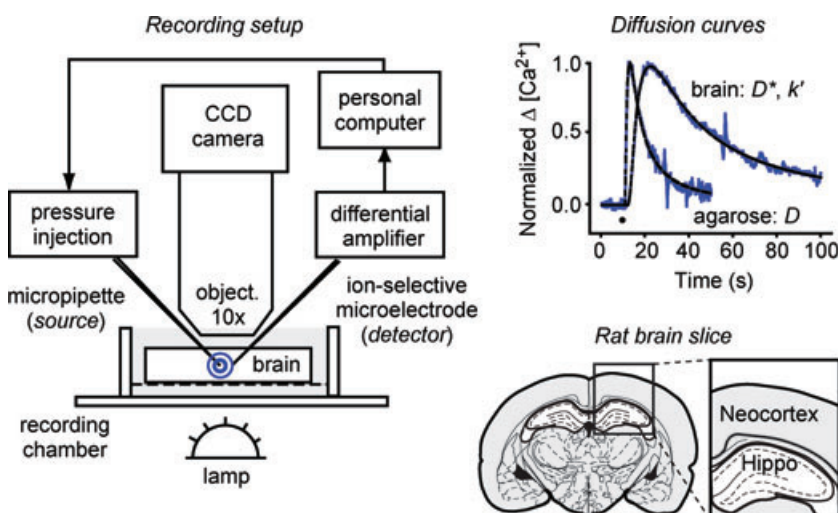 Recording setup
CCD
camera
personal
computer
pressure
injection
differential
amplifier
micropipette
(source)
object.
10x
ion-selective
microelectrode
(detector)
brain
recording
chamber
lamp
Diffusion curves
Normalized Δ [Ca²⁺]
1.0
0.5
0.0
brain: D*, k'
agarose: D
0 20 40 60 80 100
Time (s)
Rat brain slice
Neocortex
Hippo